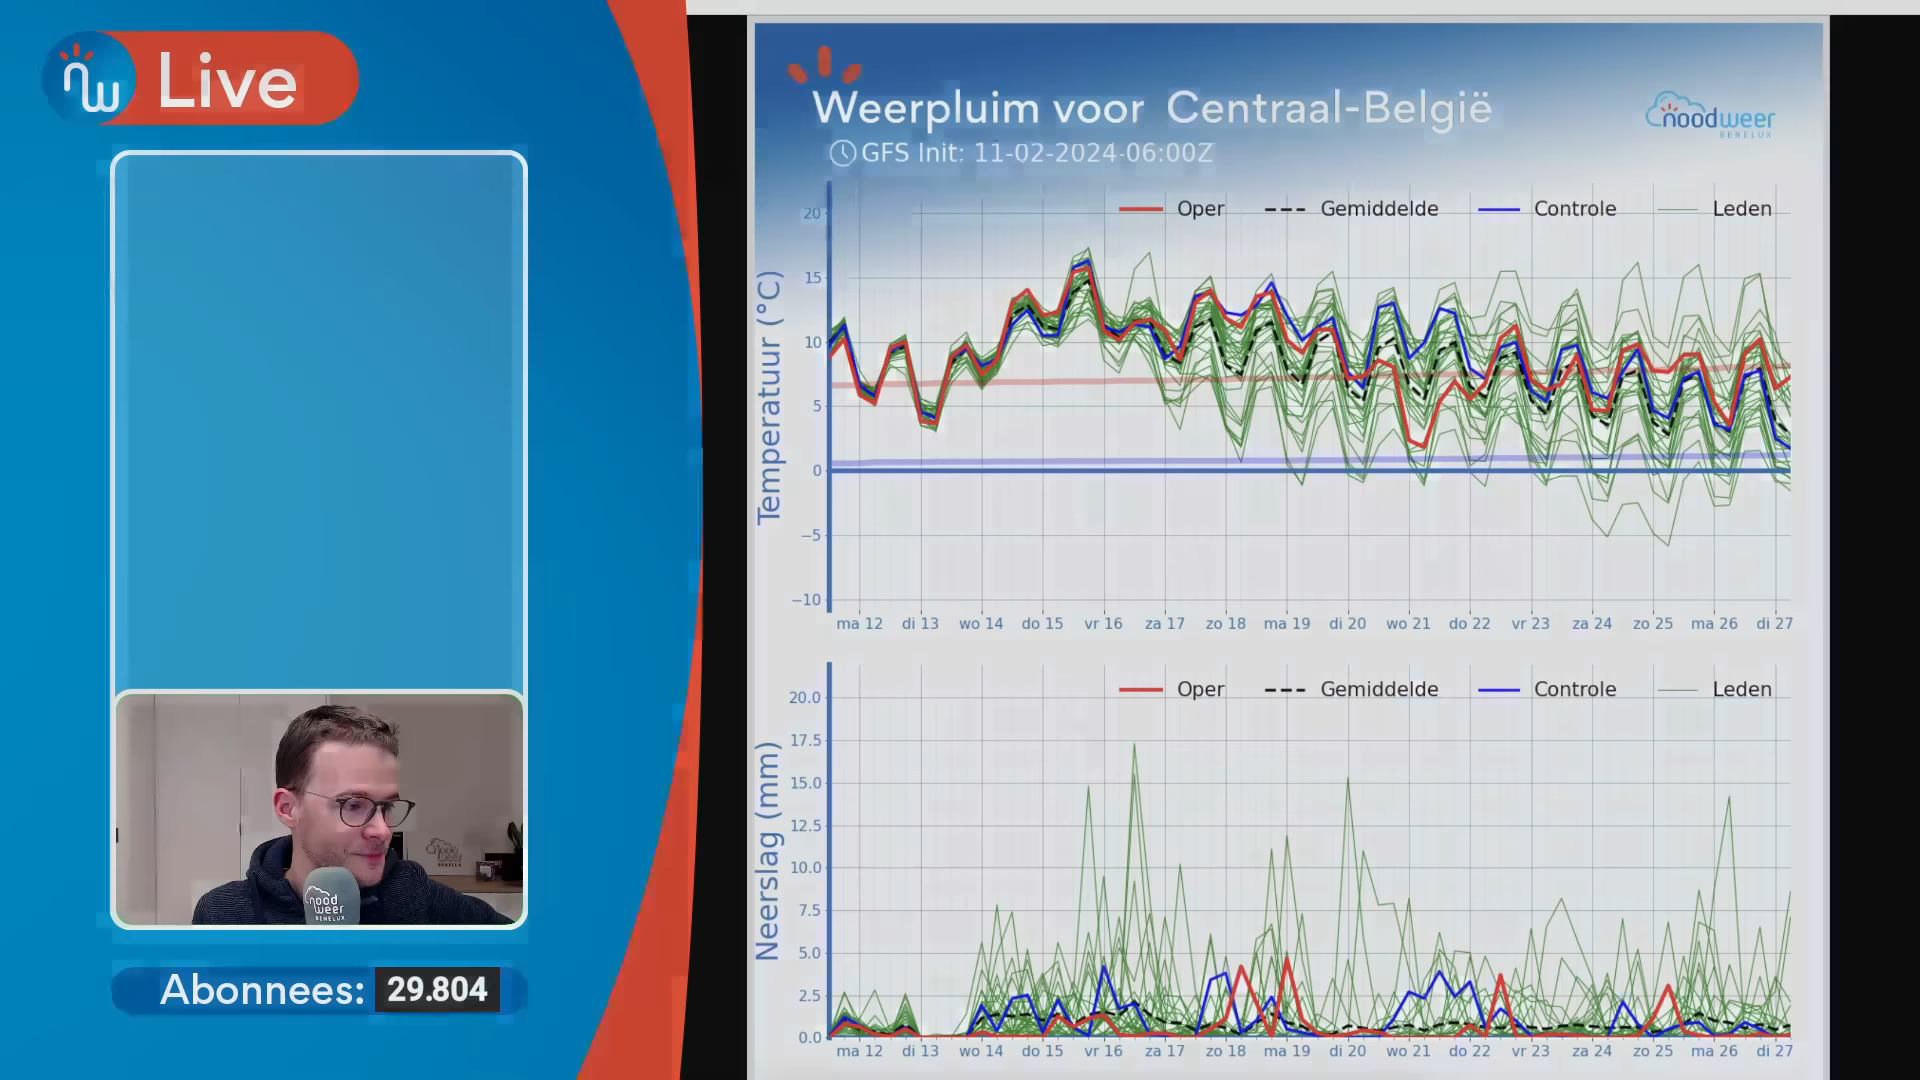 nw Live
Abonnees: 29.804
nood
weer
BENELUX
Weerpluim voor Centraal-België
noodweer
BENELUX
GFS Init: 11-02-2024-06:00Z
Oper Gemiddelde Controle Leden
Temperatuur (°C)
20
15
10
5
0
−5
−10
ma 12 di 13 wo 14 do 15 vr 16 za 17 zo 18 ma 19 di 20 wo 21 do 22 vr 23 za 24 zo 25 ma 26 di 27
Oper Gemiddelde Controle Leden
Neerslag (mm)
20.0
17.5
15.0
12.5
10.0
7.5
5.0
2.5
0.0
ma 12 di 13 wo 14 do 15 vr 16 za 17 zo 18 ma 19 di 20 wo 21 do 22 vr 23 za 24 zo 25 ma 26 di 27